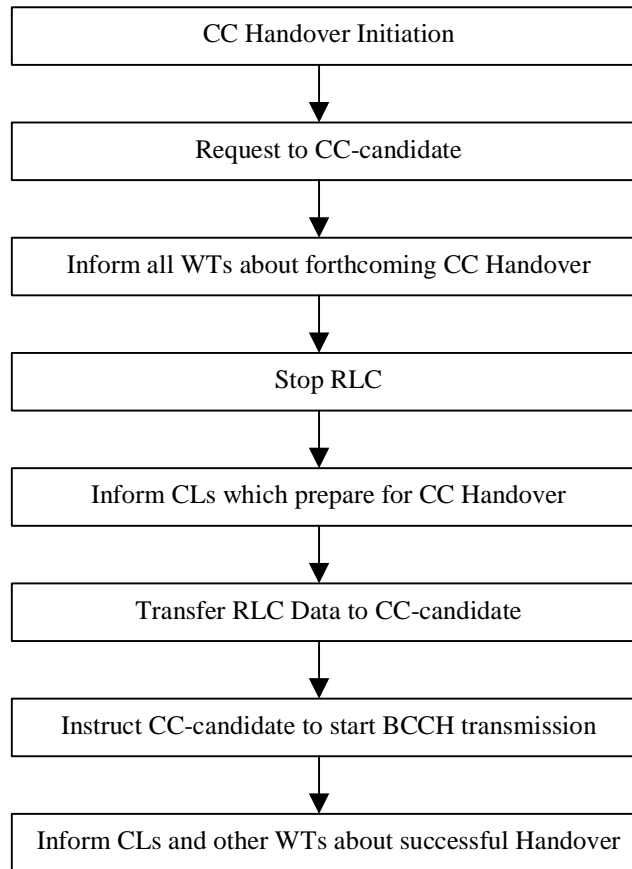 CC Handover Initiation
Request to CC-candidate
Inform all WTs about forthcoming CC Handover
Stop RLC
Inform CLs which prepare for CC Handover
Transfer RLC Data to CC-candidate
Instruct CC-candidate to start BCCH transmission
Inform CLs and other WTs about successful Handover